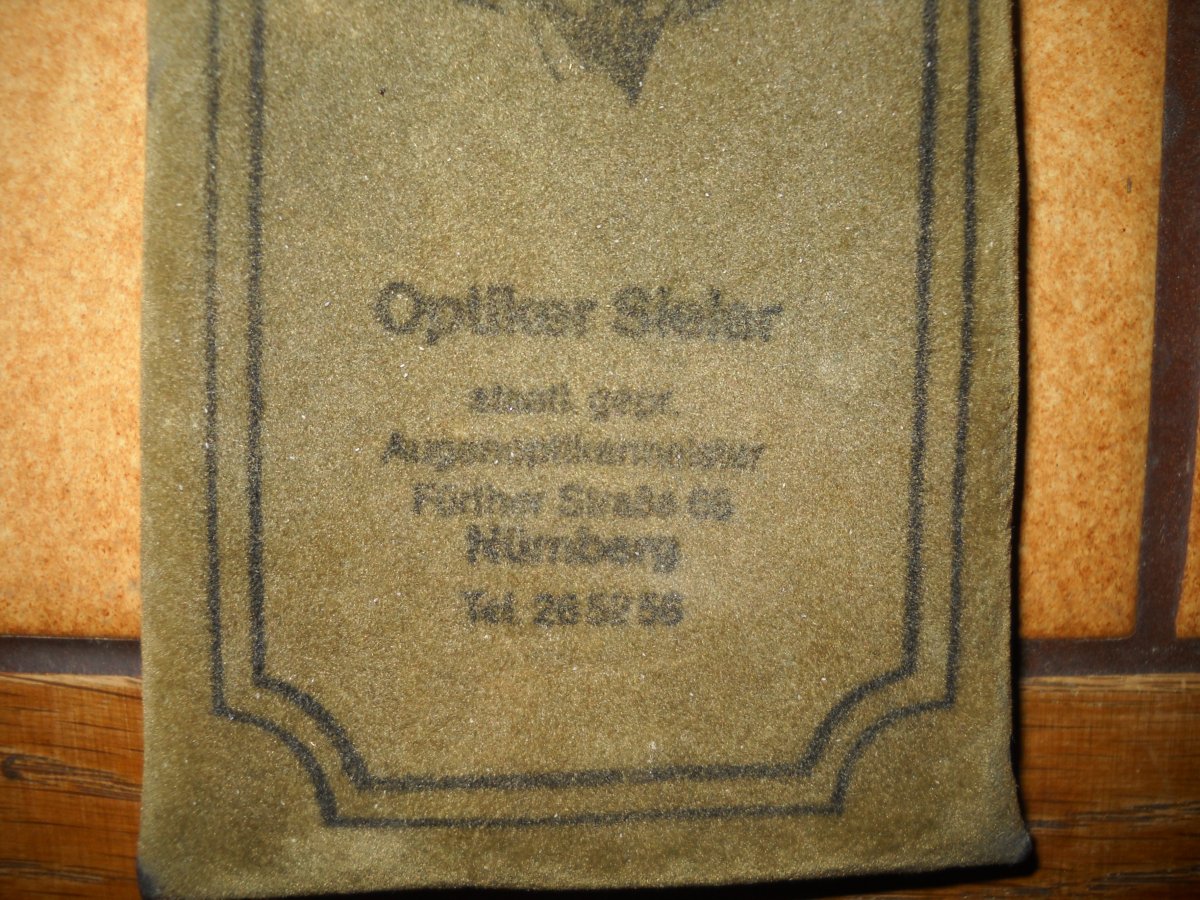 Optiker
staatl. gepr.
Augenoptikermeister
Fürther Straße
Nürnberg
Tel. 26 52 56